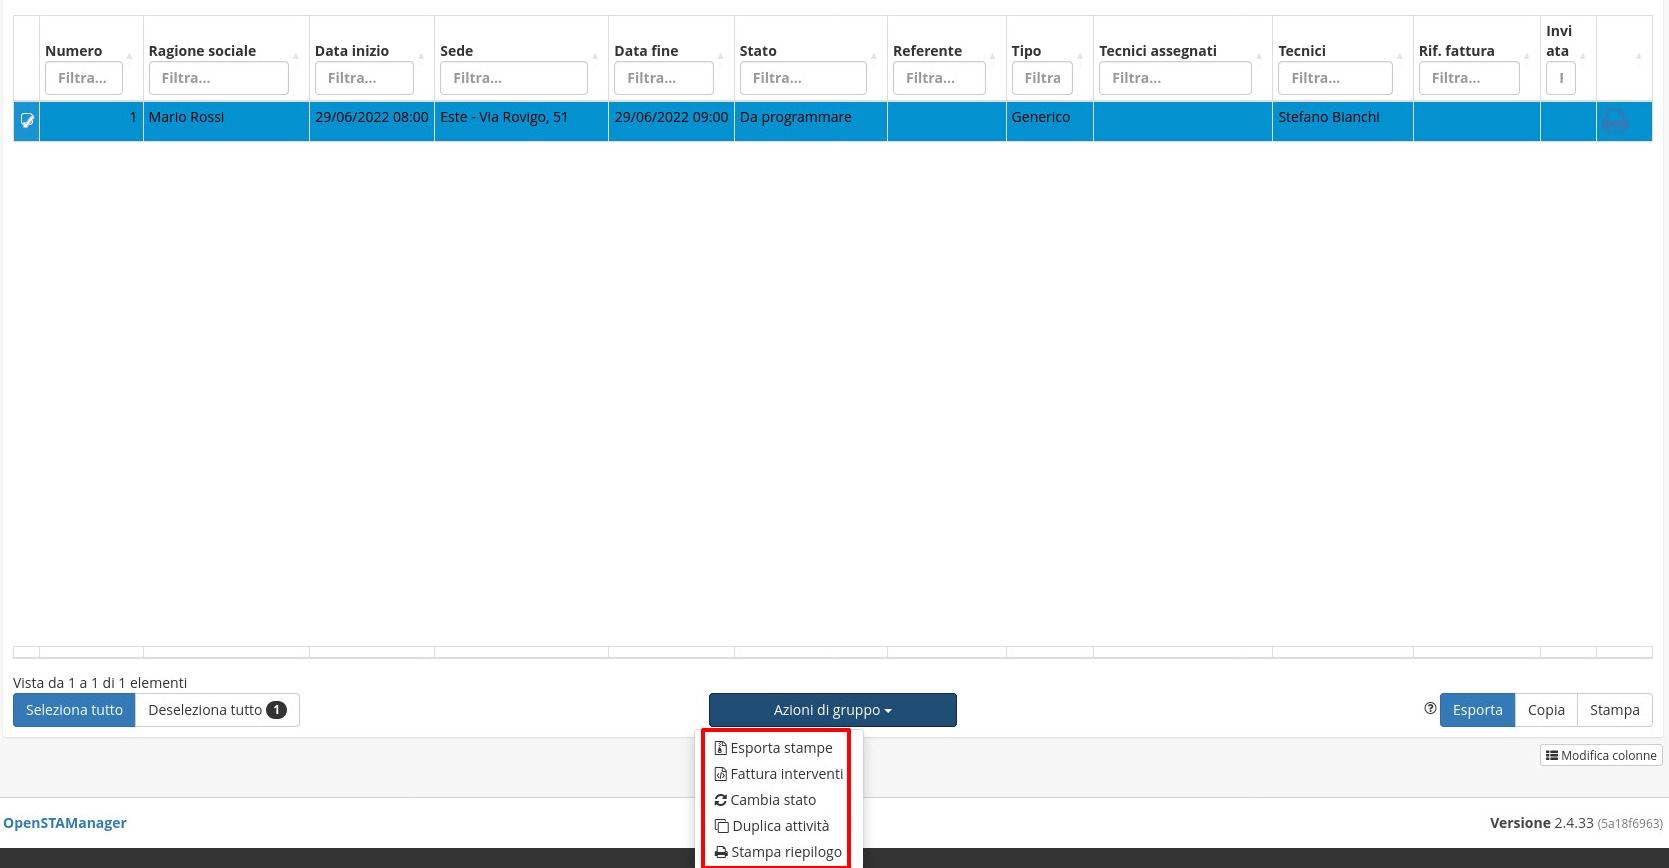 Numero Ragione sociale Data inizio Sede Data fine Stato Referente Tipo Tecnici assegnati Tecnici Rif. fattura Invi
ata
Filtra... Filtra... Filtra... Filtra... Filtra... Filtra... Filtra... Filtra Filtra... Filtra... Filtra...
1 Mario Rossi 29/06/2022 08:00 Este - Via Rovigo, 51 29/06/2022 09:00 Da programmare Generico Stefano Bianchi
Vista da 1 a 1 di 1 elementi
Seleziona tutto Deseleziona tutto 1 Azioni di gruppo Esporta Copia Stampa
Esporta stampe
Modifica colonne
Fattura interventi
Cambia stato
OpenSTAManager Duplica attività Versione 2.4.33 (5a18f6963)
Stampa riepilogo